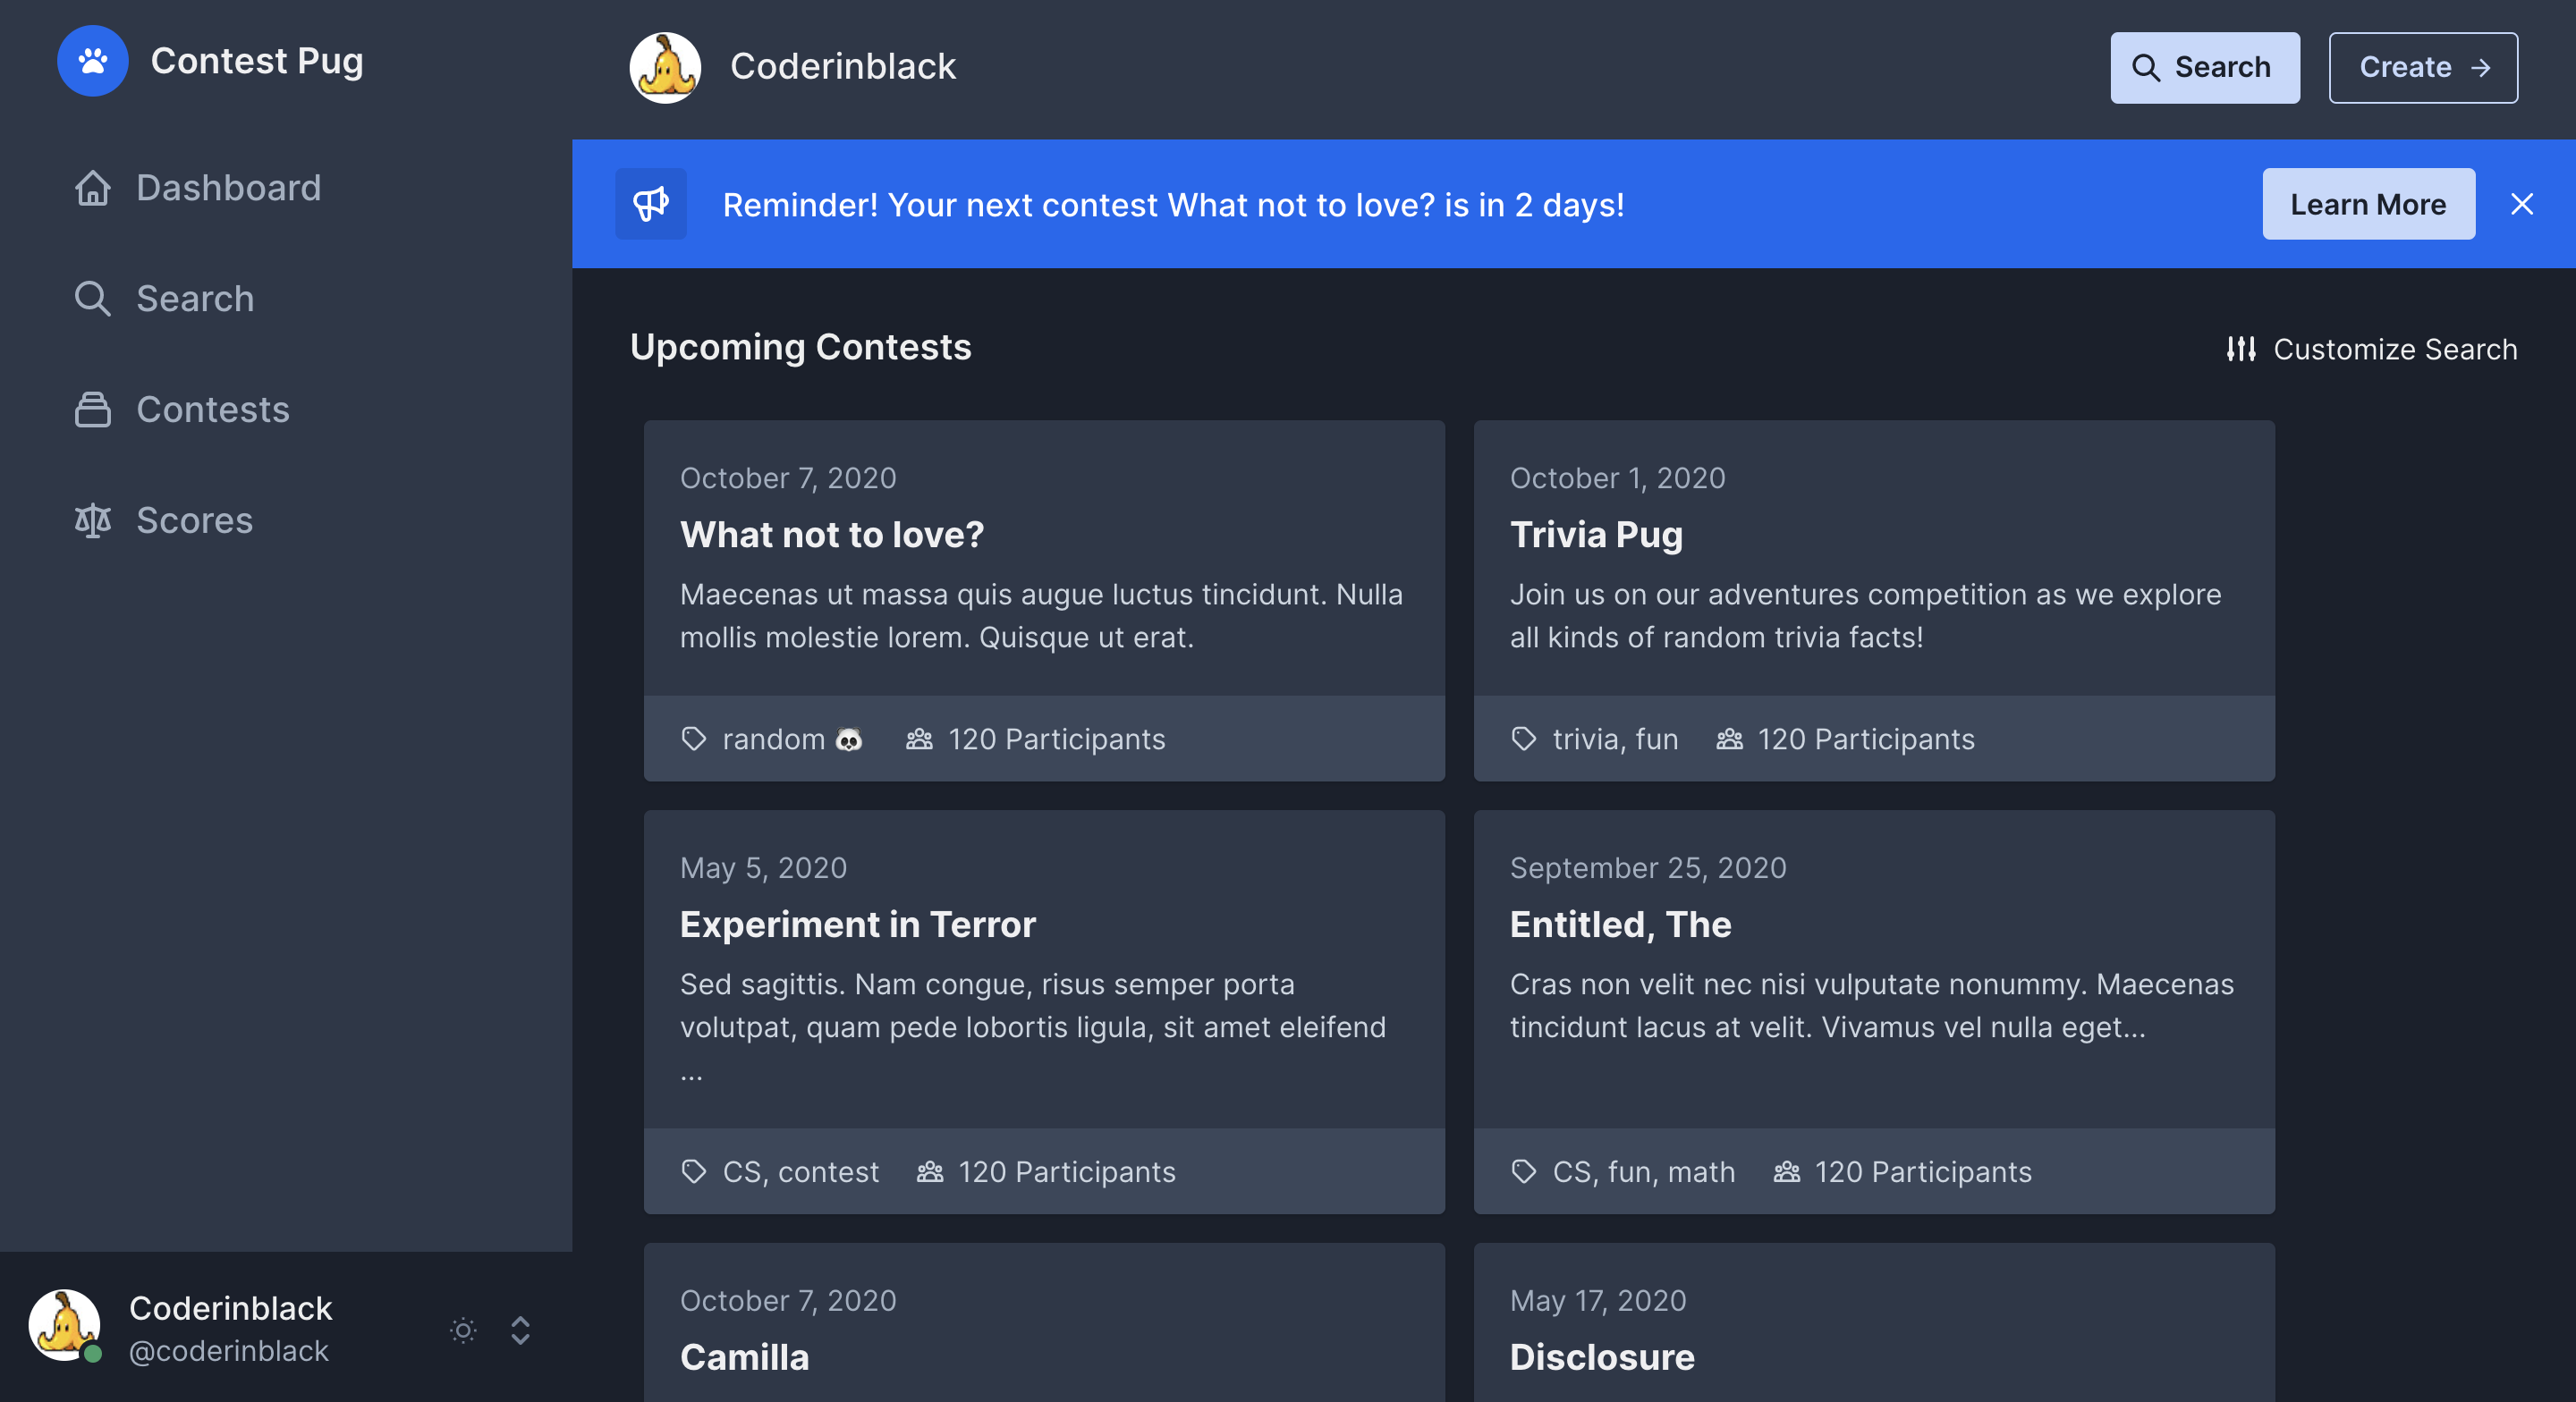 Contest Pug
Dashboard
Search
Contests
Scores
Coderinblack
@coderinblack
Coderinblack
Search
Create
Reminder! Your next contest What not to love? is in 2 days!
Learn More
Upcoming Contests
Customize Search
October 7, 2020
What not to love?
Maecenas ut massa quis augue luctus tincidunt. Nulla
mollis molestie lorem. Quisque ut erat.
random 🐼
120 Participants
October 1, 2020
Trivia Pug
Join us on our adventures competition as we explore
all kinds of random trivia facts!
trivia, fun
120 Participants
May 5, 2020
Experiment in Terror
Sed sagittis. Nam congue, risus semper porta
volutpat, quam pede lobortis ligula, sit amet eleifend
...
CS, contest
120 Participants
September 25, 2020
Entitled, The
Cras non velit nec nisi vulputate nonummy. Maecenas
tincidunt lacus at velit. Vivamus vel nulla eget...
CS, fun, math
120 Participants
October 7, 2020
Camilla
May 17, 2020
Disclosure